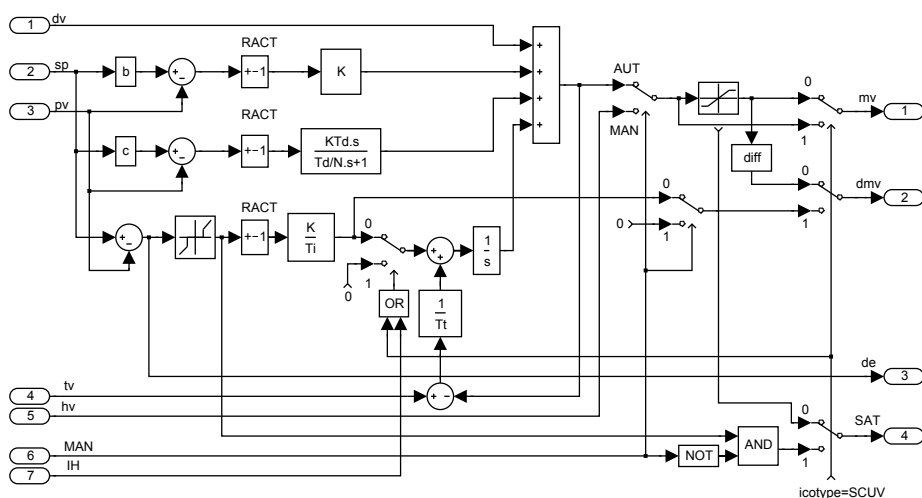 1 dv
RACT
2 sp b + − +−1 K
3 pv
RACT
c + − +−1 KTd.s
Td/N.s+1
+
+
+
+
AUT
MAN
0
1
mv
1
diff
0
1
dmv
2
+ −
RACT
+−1
K
Ti
0
0
1
+
+
1
s
OR
1
Tt
0
0
1
de
3
4 tv
+ −
5 hv
6 MAN
7 IH
NOT
AND
0
1
SAT
4
icotype=SCUV